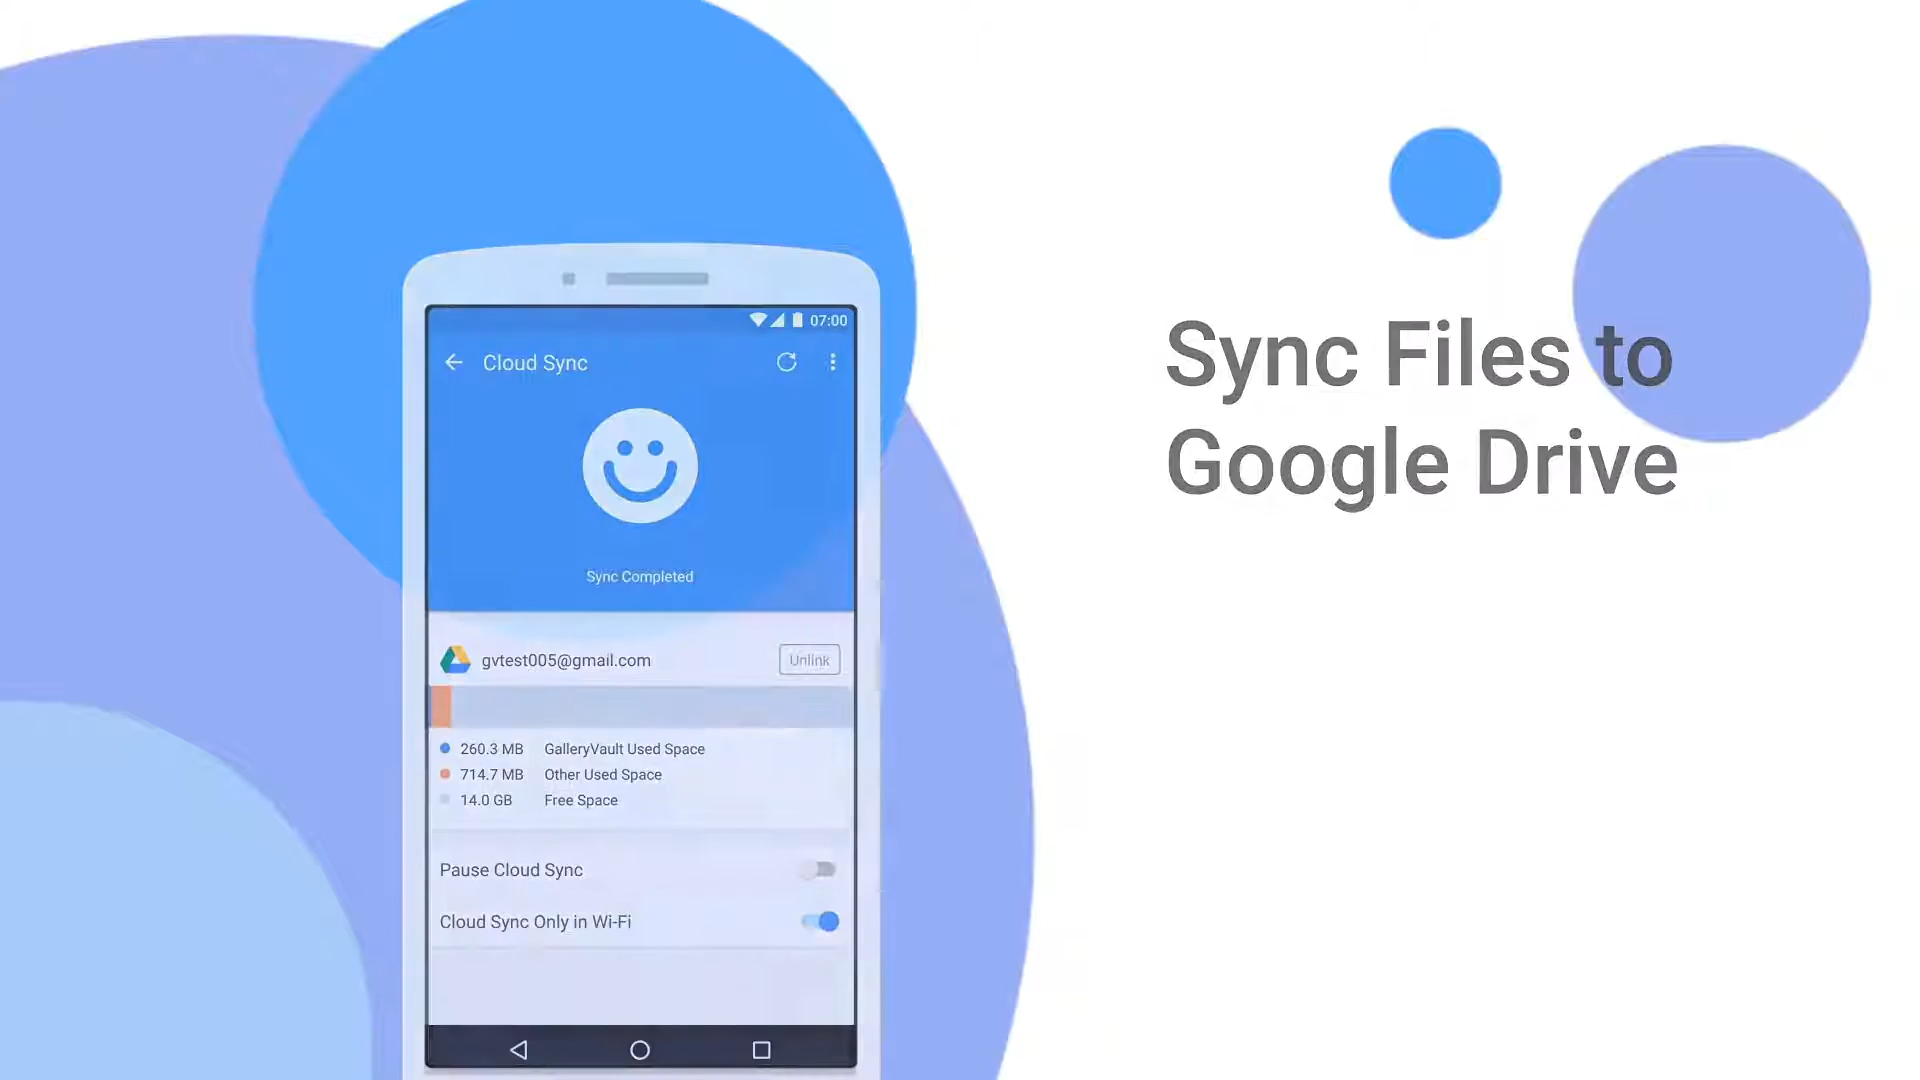 07:00
Cloud Sync
Sync Completed
gvtest005@gmail.com Unlink
260.3 MB GalleryVault Used Space
714.7 MB Other Used Space
14.0 GB Free Space
Pause Cloud Sync
Cloud Sync Only in Wi-Fi
Sync Files to
Google Drive